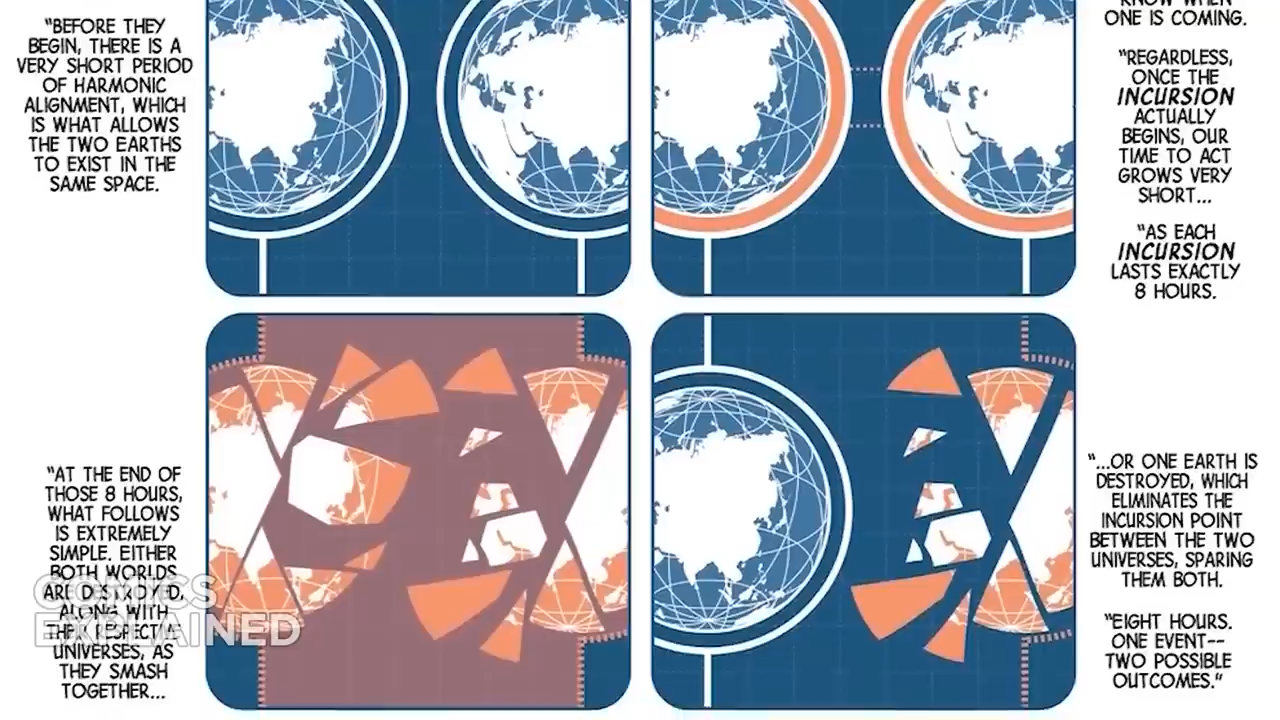 "BEFORE THEY
BEGIN, THERE IS A
VERY SHORT PERIOD
OF HARMONIC
ALIGNMENT, WHICH
IS WHAT ALLOWS
THE TWO EARTHS
TO EXIST IN THE
SAME SPACE.
KNOW WHEN
ONE IS COMING.
"REGARDLESS,
ONCE THE
INCURSION
ACTUALLY
BEGINS, OUR
TIME TO ACT
GROWS VERY
SHORT...
"AS EACH
INCURSION
LASTS EXACTLY
8 HOURS.
"AT THE END OF
THOSE 8 HOURS,
WHAT FOLLOWS
IS EXTREMELY
SIMPLE. EITHER
BOTH WORLDS
ARE DESTROYED,
ALONG WITH
THEIR RESPECTIVE
UNIVERSES, AS
THEY SMASH
TOGETHER...
COMICS
EXPLAINED
"...OR ONE EARTH IS
DESTROYED, WHICH
ELIMINATES THE
INCURSION POINT
BETWEEN THE TWO
UNIVERSES, SPARING
THEM BOTH.
"EIGHT HOURS.
ONE EVENT--
TWO POSSIBLE
OUTCOMES."